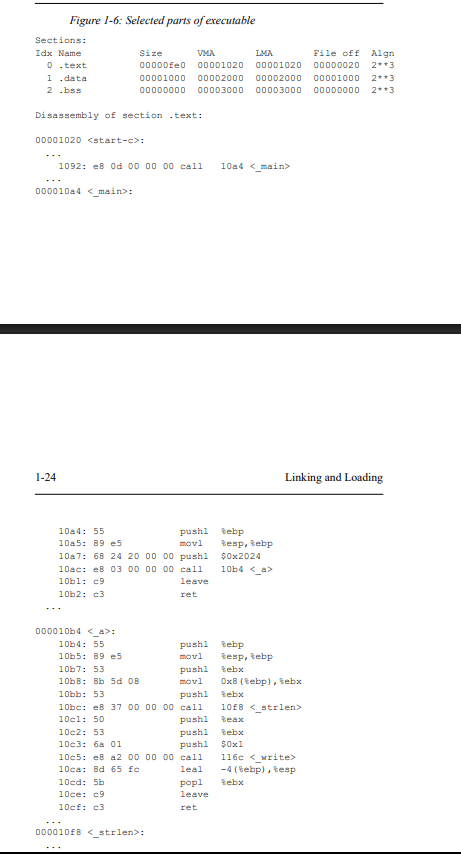 Figure 1-6: Selected parts of executable
Sections:
Idx Name Size VMA LMA File off Algn
0 .text 00000fe0 00001020 00001020 00000020 2**3
1 .data 00001000 00002000 00002000 00001000 2**3
2 .bss 00000000 00003000 00003000 00000000 2**3
Disassembly of section .text:
00001020 <start-c>:
...
1092: e8 0d 00 00 00 call 10a4 <_main>
...
000010a4 <_main>:
1-24 Linking and Loading
10a4: 55 pushl %ebp
10a5: 89 e5 movl %esp,%ebp
10a7: 68 24 20 00 00 pushl $0x2024
10ac: e8 03 00 00 00 call 10b4 <_a>
10b1: c9 leave
10b2: c3 ret
...
000010b4 <_a>:
10b4: 55 pushl %ebp
10b5: 89 e5 movl %esp,%ebp
10b7: 53 pushl %ebx
10b8: 8b 5d 08 movl 0x8(%ebp),%ebx
10bb: 53 pushl %ebx
10bc: e8 37 00 00 00 call 10f8 <_strlen>
10c1: 50 pushl %eax
10c2: 53 pushl %ebx
10c3: 6a 01 pushl $0x1
10c5: e8 a2 00 00 00 call 116c <_write>
10ca: 8d 65 fc leal -4(%ebp),%esp
10cd: 5b popl %ebx
10ce: c9 leave
10cf: c3 ret
...
000010f8 <_strlen>:
...